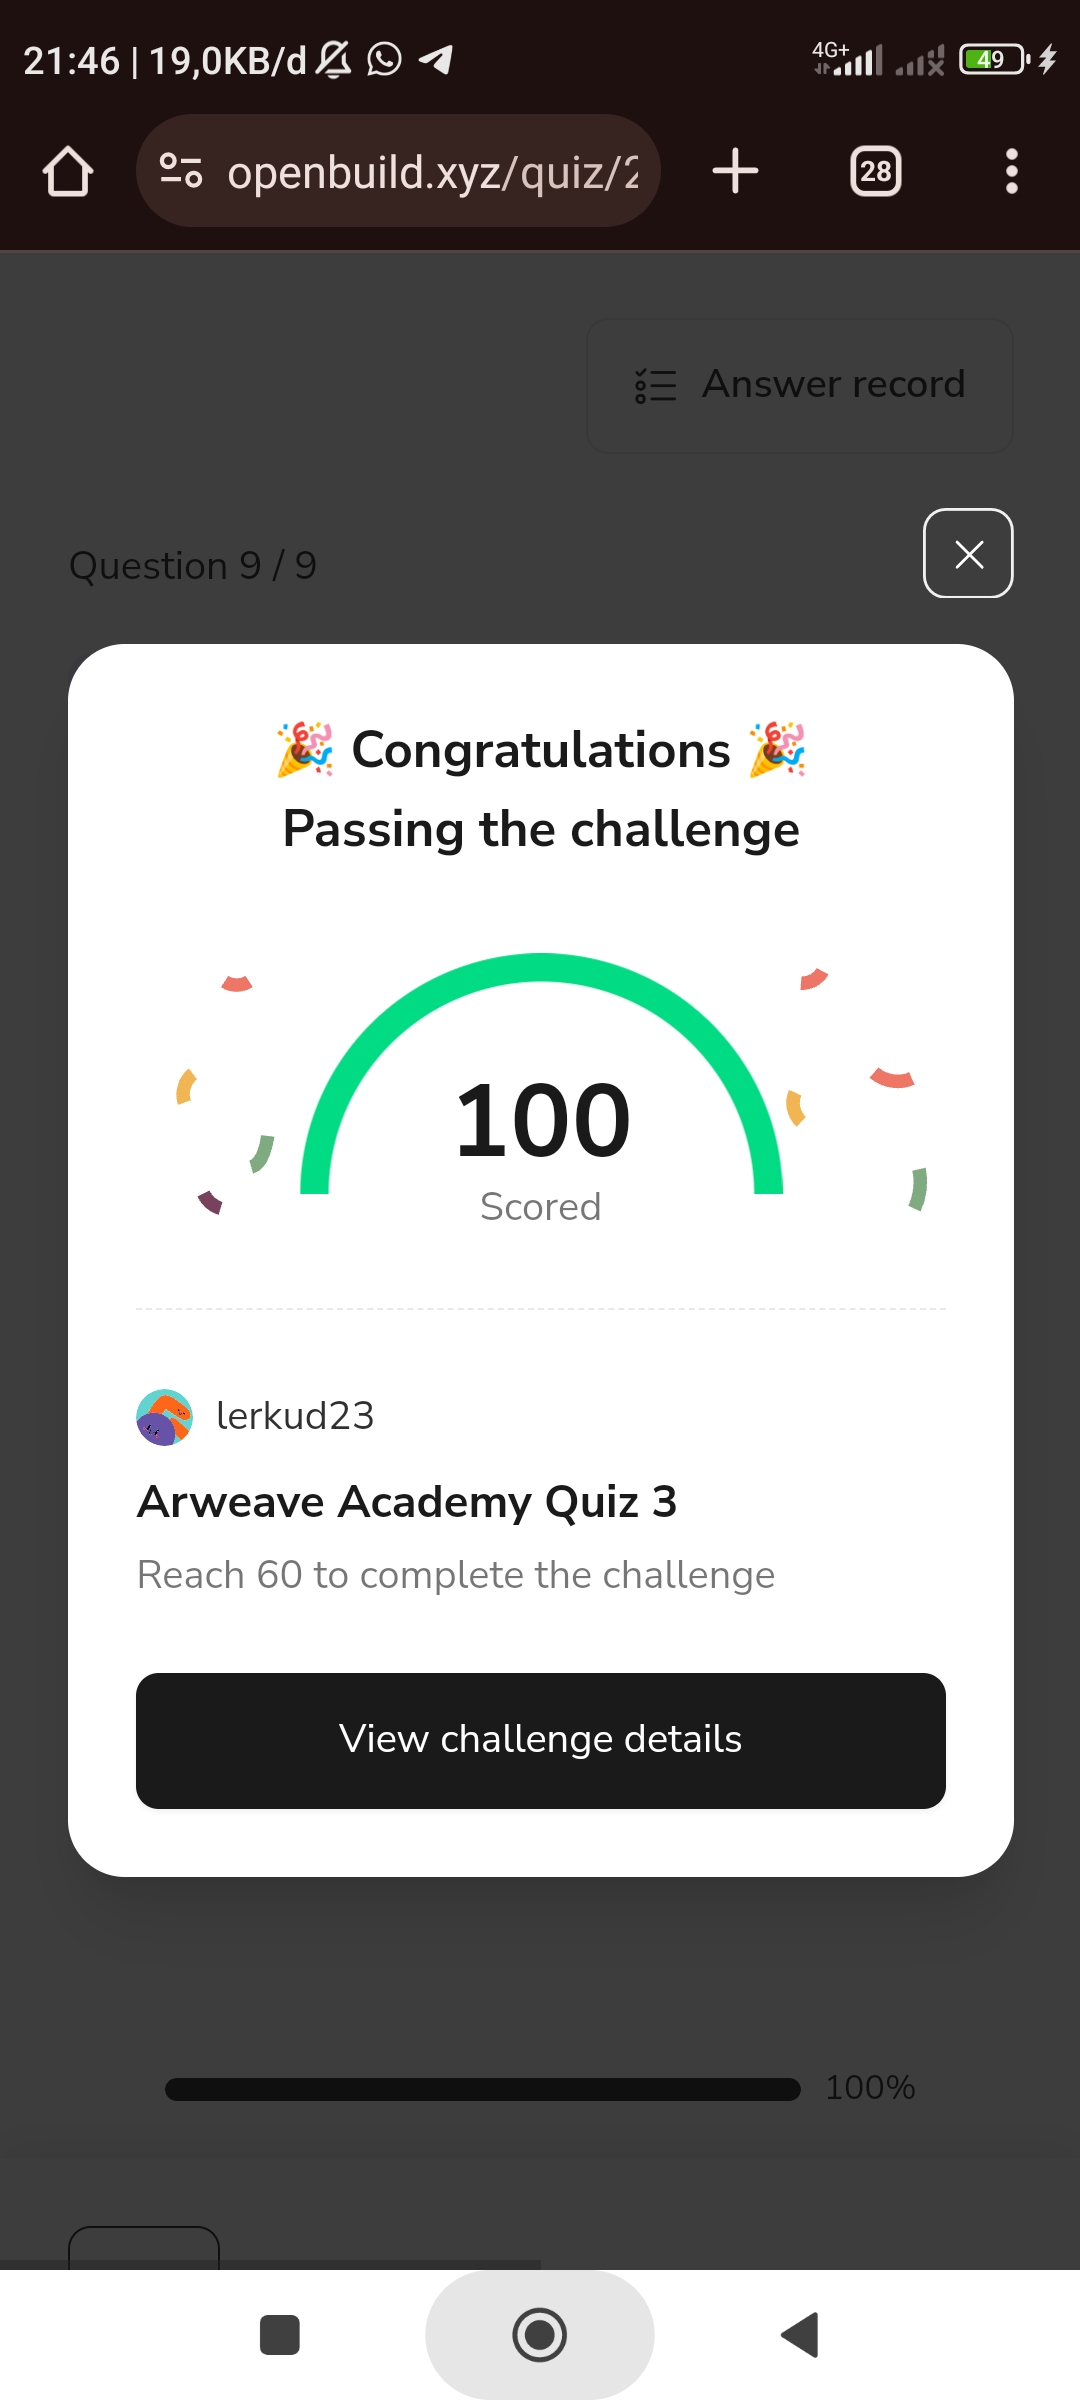 21:46 | 19,0KB/d
4G+
49
openbuild.xyz/quiz/2
28
Answer record
Question 9 / 9
🎉 Congratulations 🎉
Passing the challenge
100
Scored
lerkud23
Arweave Academy Quiz 3
Reach 60 to complete the challenge
View challenge details
100%